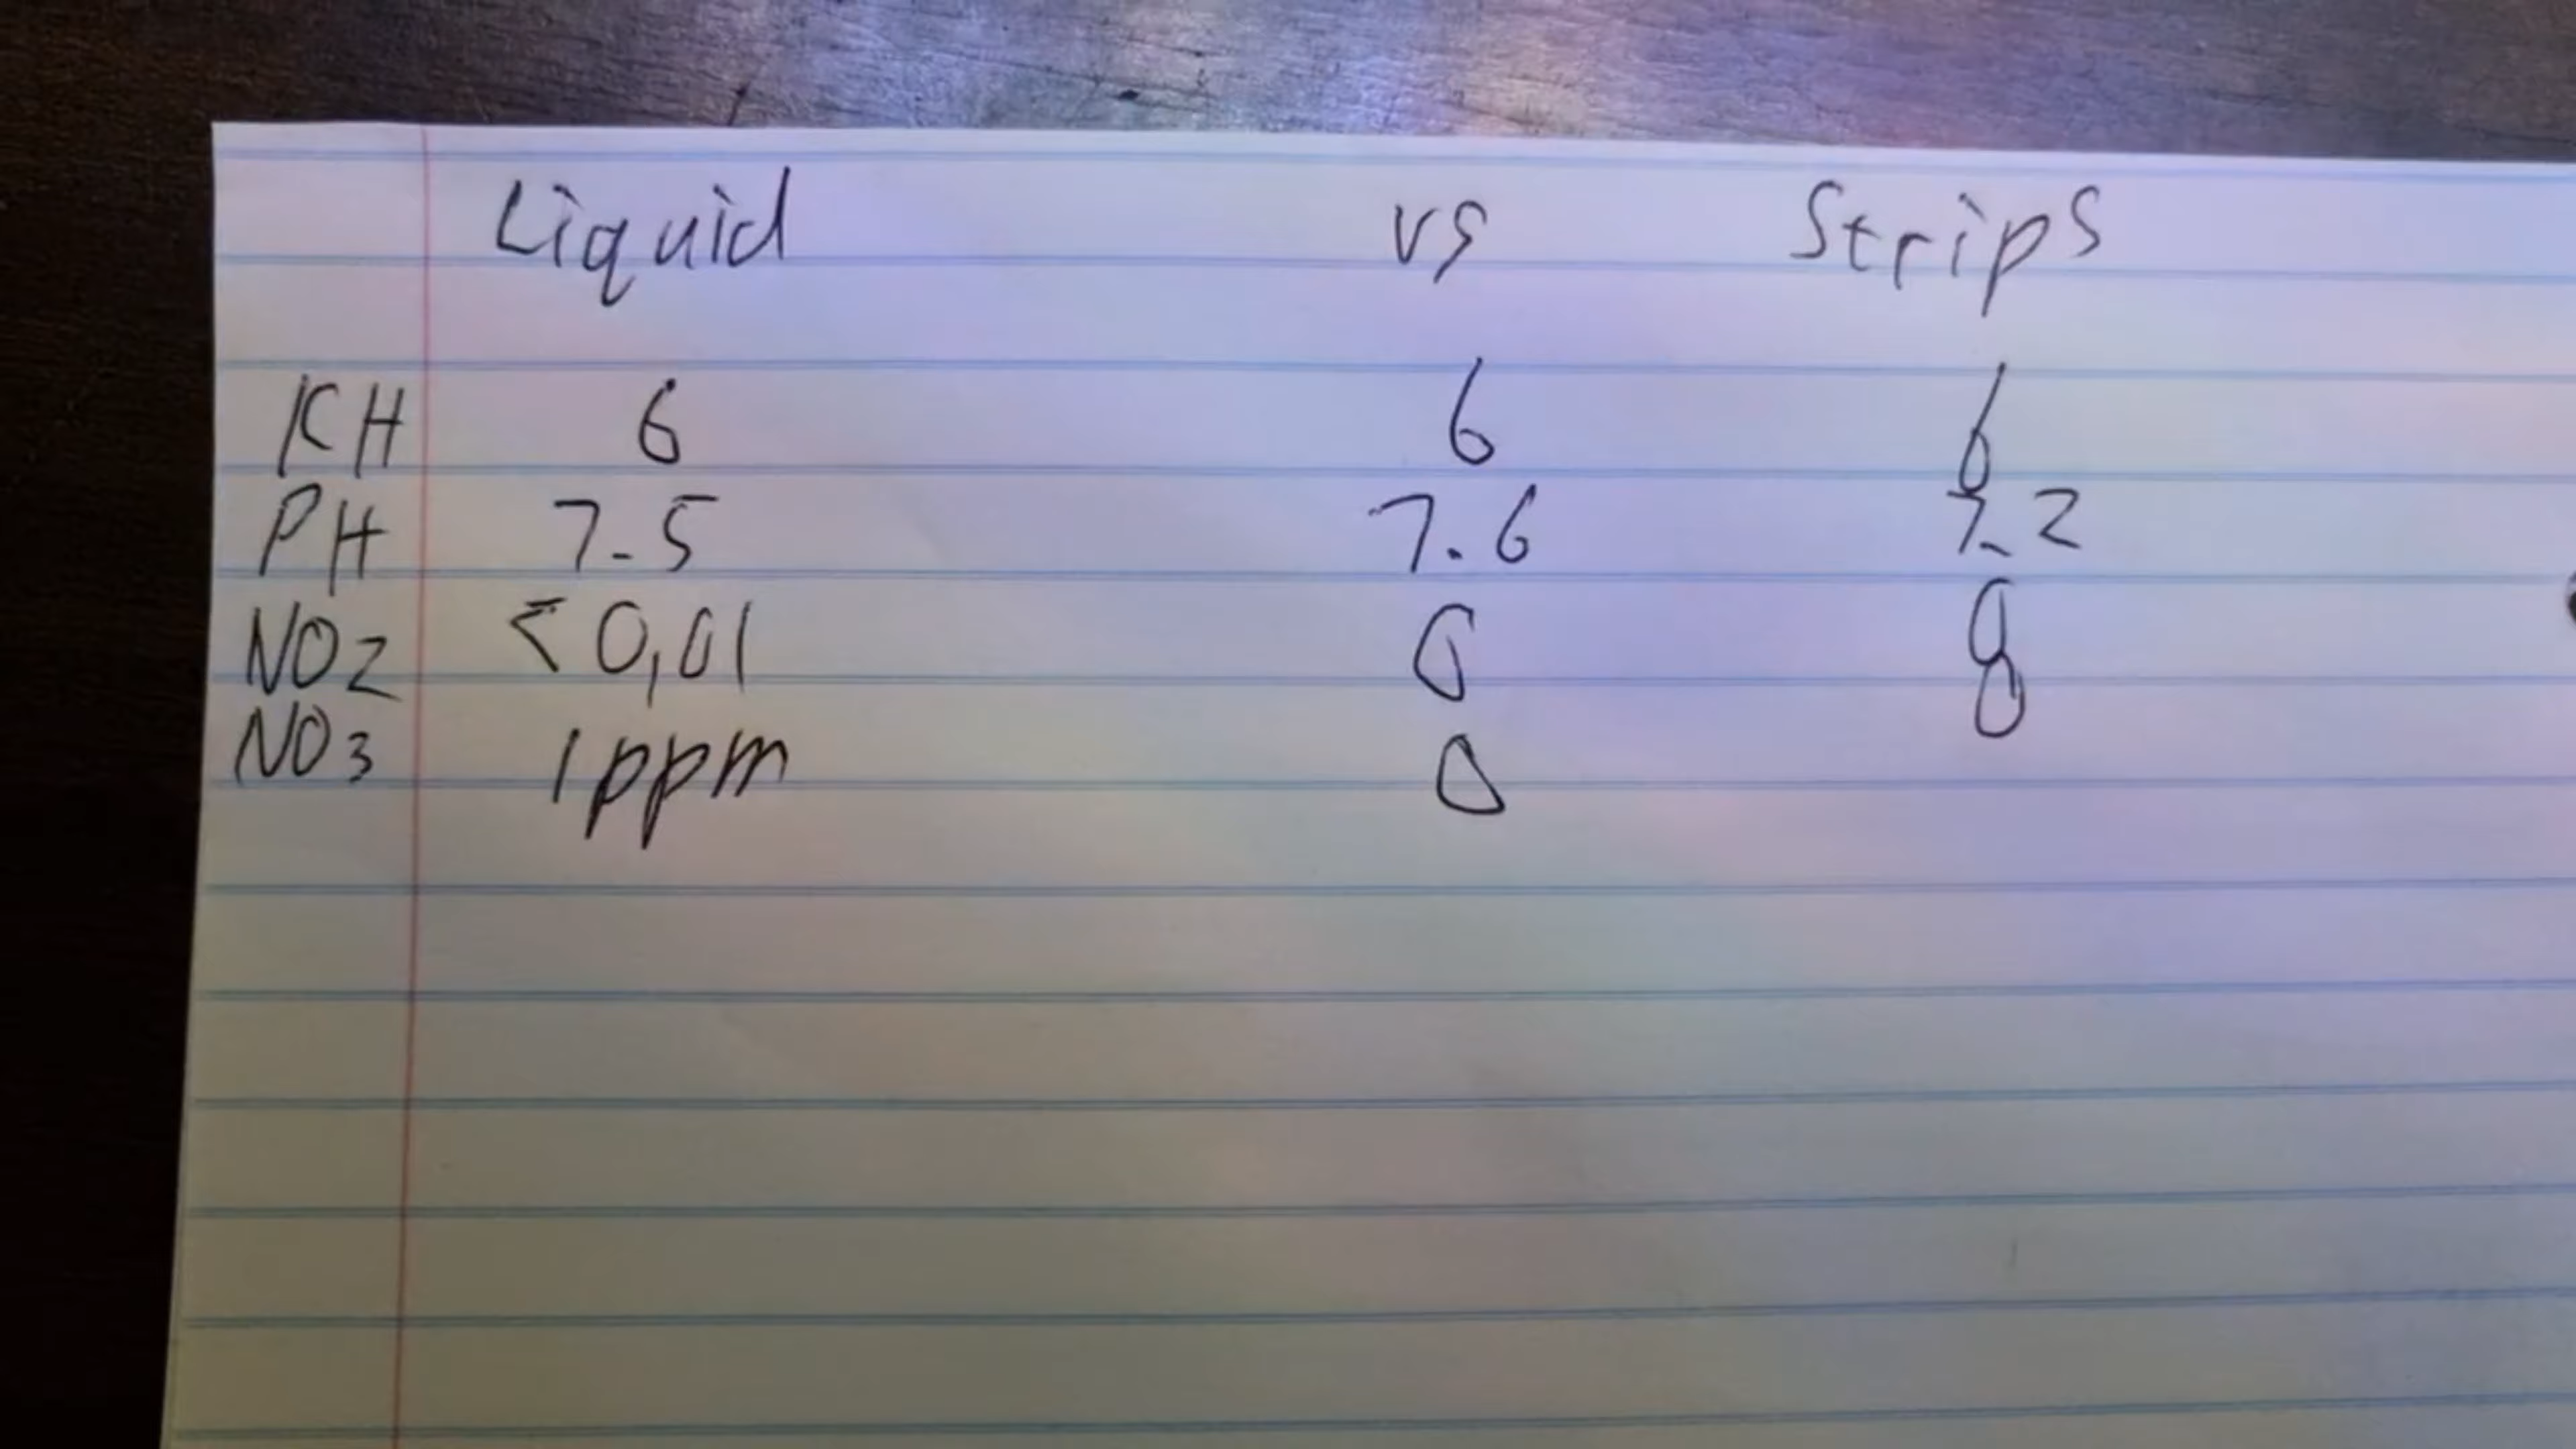 Liquid vs Strips
KH 6 6 6
PH 7.5 7.6 7.2
NO2 ≤0,01 0 0
NO3 1ppm 0 0